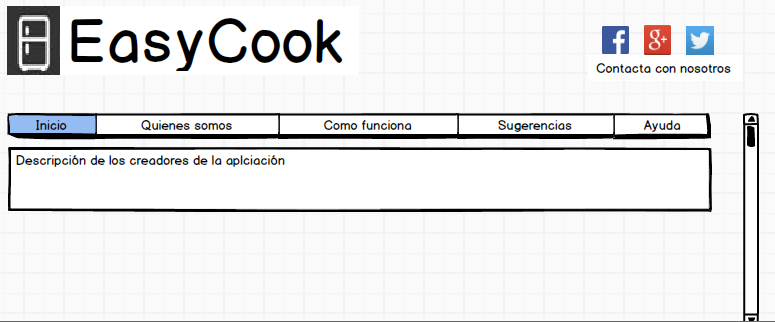 EasyCook
Contacta con nosotros
Inicio Quienes somos Como funciona Sugerencias Ayuda
Descripción de los creadores de la aplciación